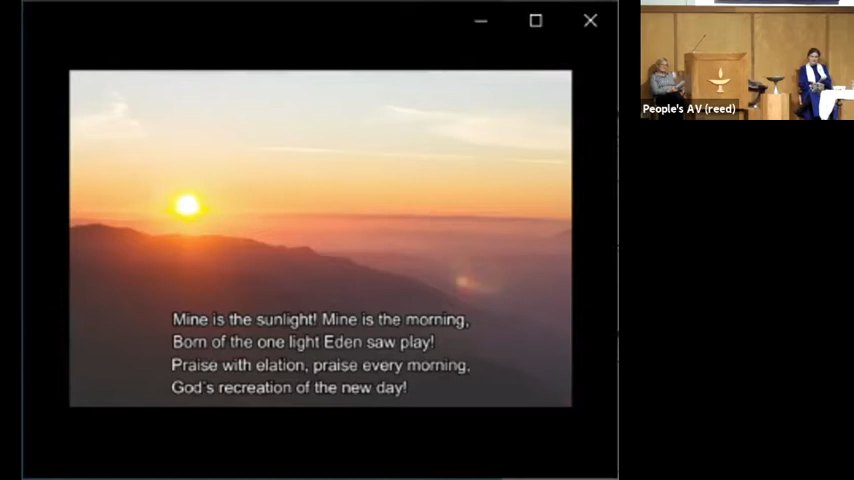 Mine is the sunlight! Mine is the morning,
Born of the one light Eden saw play!
Praise with elation, praise every morning,
God's recreation of the new day!
People's AV (reed)